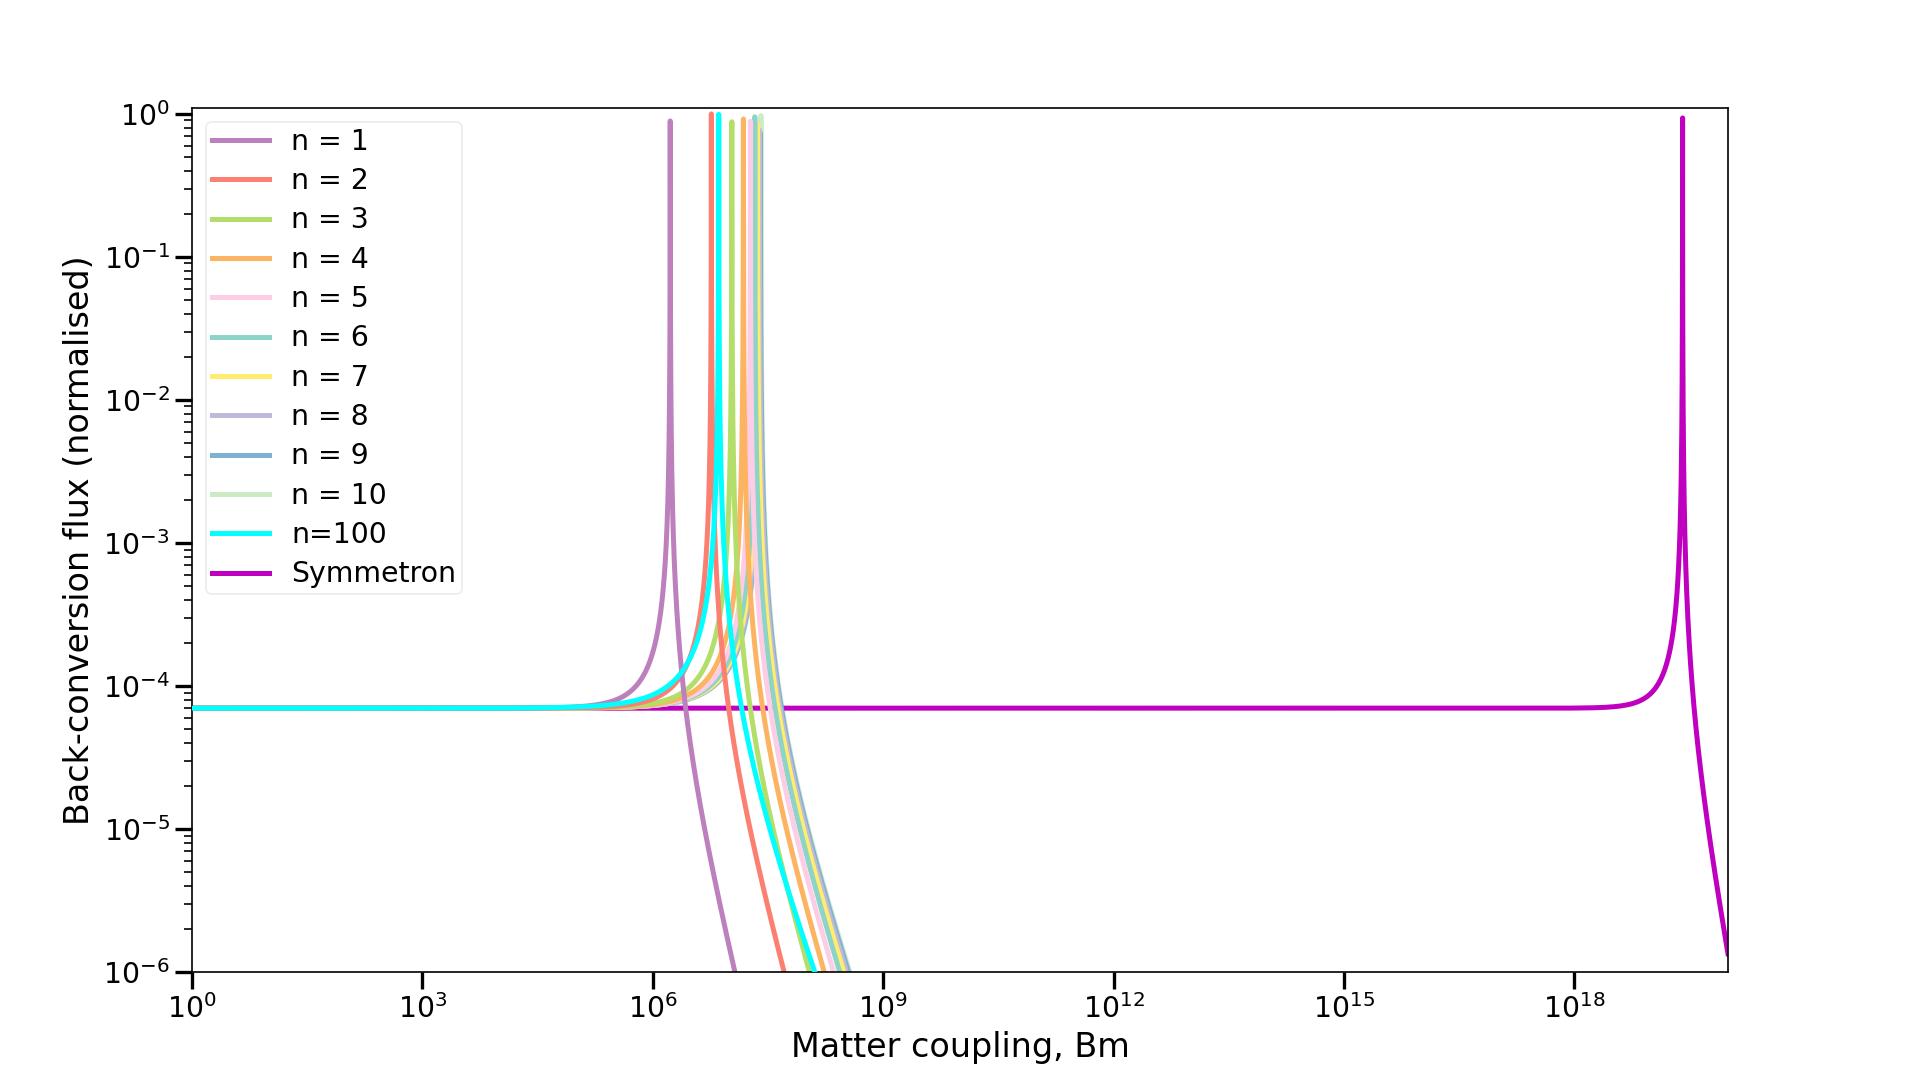 10⁰
10⁻¹
10⁻²
10⁻³
10⁻⁴
10⁻⁵
10⁻⁶
Back-conversion flux (normalised)
n = 1
n = 2
n = 3
n = 4
n = 5
n = 6
n = 7
n = 8
n = 9
n = 10
n=100
Symmetron
10⁰ 10³ 10⁶ 10⁹ 10¹² 10¹⁵ 10¹⁸
Matter coupling, Bm